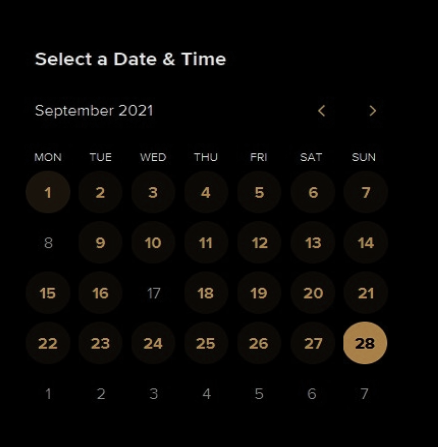 Select a Date & Time
September 2021 < >
MON TUE WED THU FRI SAT SUN
1 2 3 4 5 6 7
8 9 10 11 12 13 14
15 16 17 18 19 20 21
22 23 24 25 26 27 28
1 2 3 4 5 6 7